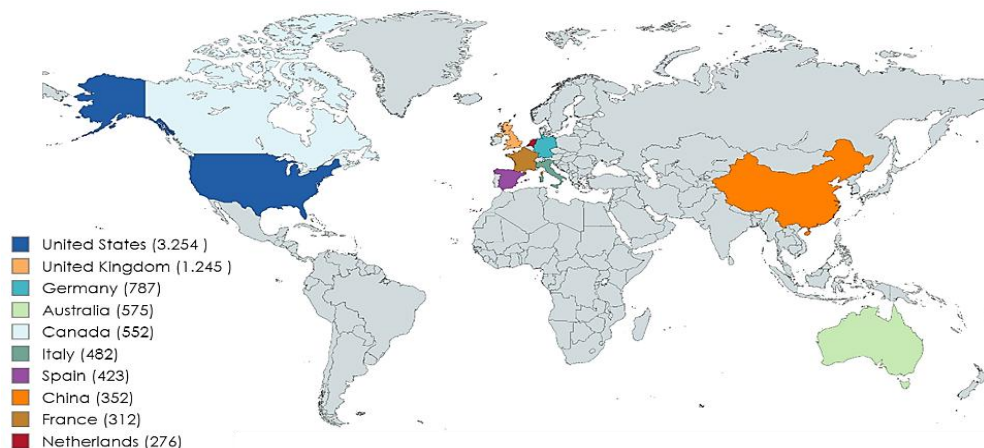 United States (3.254 )
United Kingdom (1.245 )
Germany (787)
Australia (575)
Canada (552)
Italy (482)
Spain (423)
China (352)
France (312)
Netherlands (276)